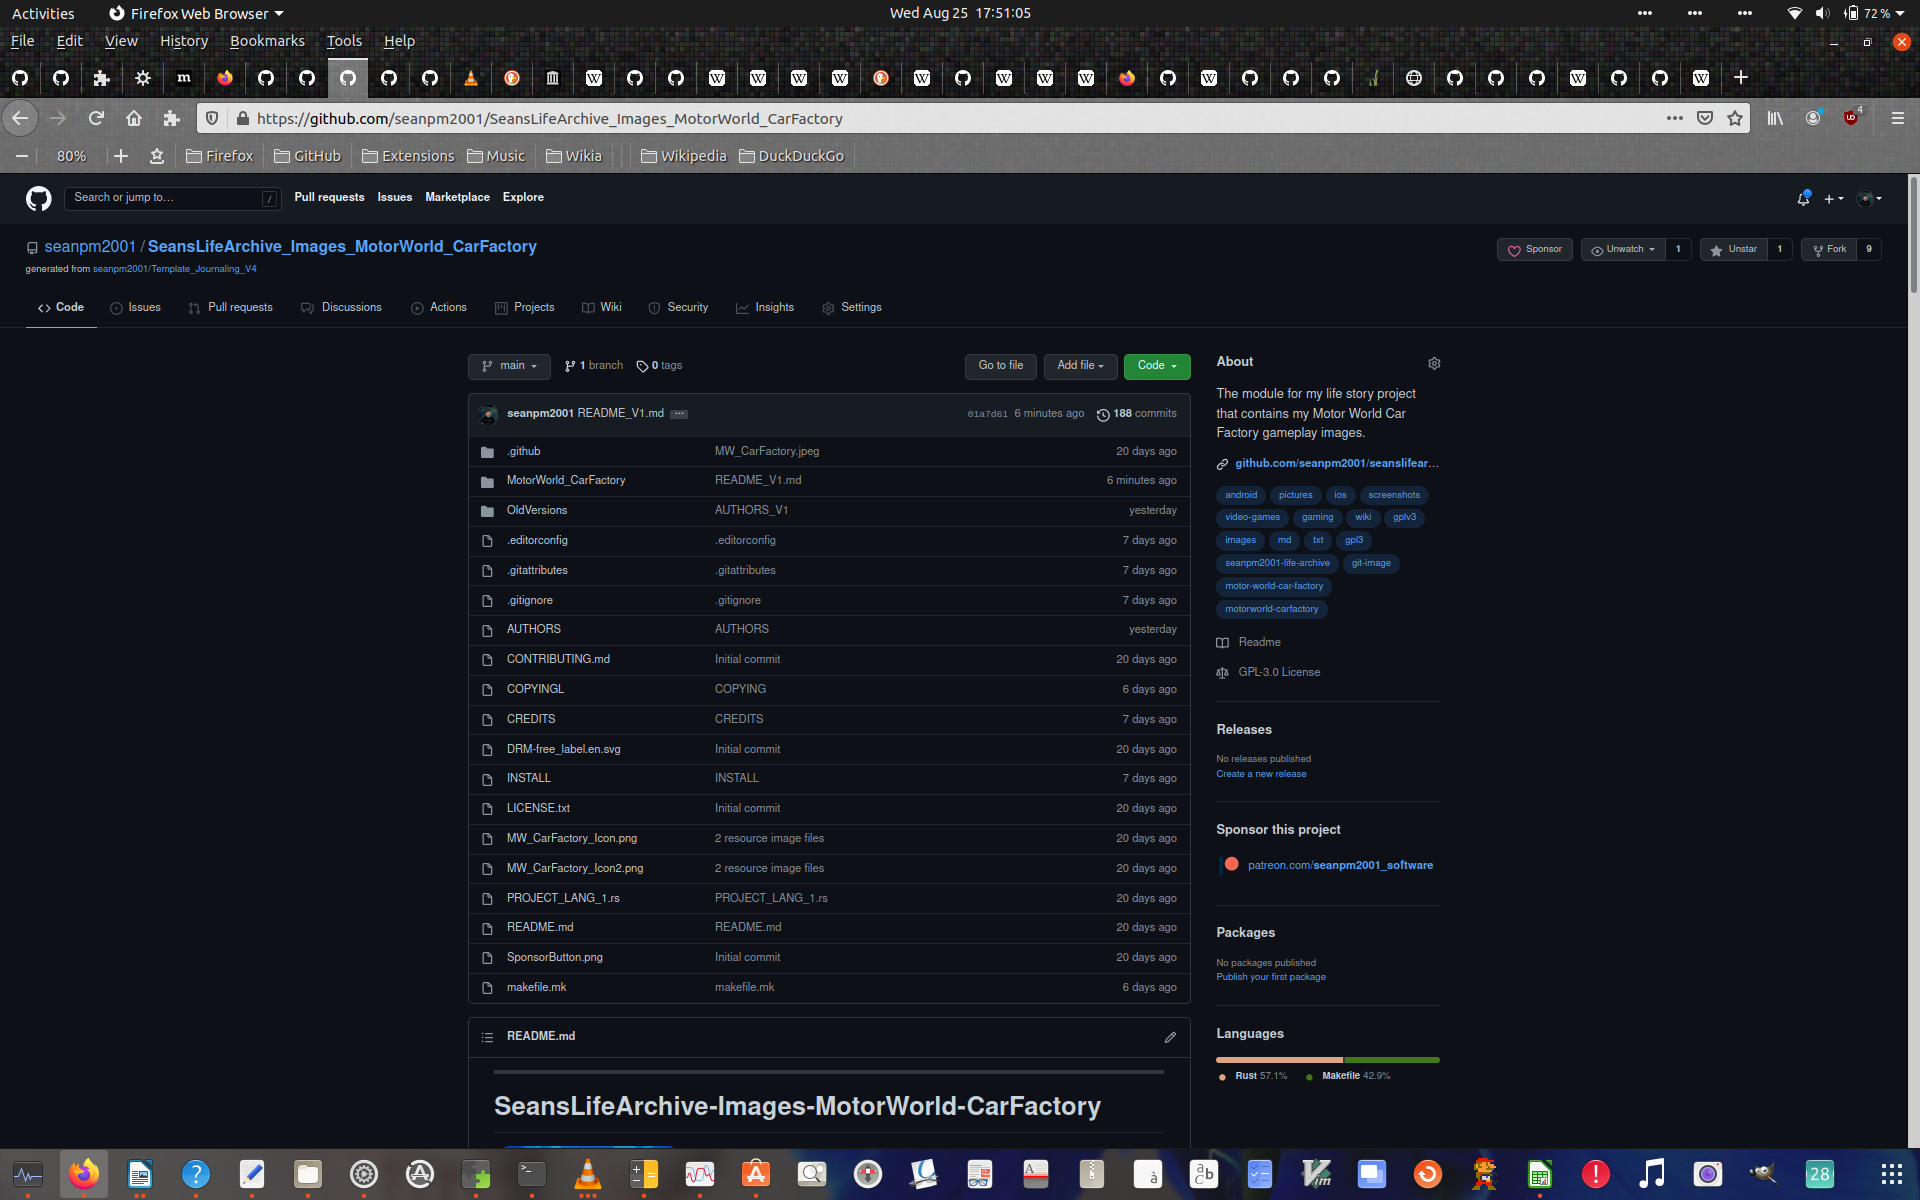 Activities Firefox Web Browser Wed Aug 25 17:51:05 72 %
File Edit View History Bookmarks Tools Help
https://github.com/seanpm2001/SeansLifeArchive_Images_MotorWorld_CarFactory 4
80% Firefox GitHub Extensions Music Wikia Wikipedia DuckDuckGo
Search or jump to… / Pull requests Issues Marketplace Explore
seanpm2001 / SeansLifeArchive_Images_MotorWorld_CarFactory Sponsor Unwatch 1 Unstar 1 Fork 9
generated from seanpm2001/Template_Journaling_V4
Code Issues Pull requests Discussions Actions Projects Wiki Security Insights Settings
main 1 branch 0 tags Go to file Add file Code
seanpm2001 README_V1.md 01a7d61 6 minutes ago 188 commits
.github MW_CarFactory.jpeg 20 days ago
MotorWorld_CarFactory README_V1.md 6 minutes ago
OldVersions AUTHORS_V1 yesterday
.editorconfig .editorconfig 7 days ago
.gitattributes .gitattributes 7 days ago
.gitignore .gitignore 7 days ago
AUTHORS AUTHORS yesterday
CONTRIBUTING.md Initial commit 20 days ago
COPYINGL COPYING 6 days ago
CREDITS CREDITS 7 days ago
DRM-free_label.en.svg Initial commit 20 days ago
INSTALL INSTALL 7 days ago
LICENSE.txt Initial commit 20 days ago
MW_CarFactory_Icon.png 2 resource image files 20 days ago
MW_CarFactory_Icon2.png 2 resource image files 20 days ago
PROJECT_LANG_1.rs PROJECT_LANG_1.rs 20 days ago
README.md README.md 20 days ago
SponsorButton.png Initial commit 20 days ago
makefile.mk makefile.mk 6 days ago
README.md
SeansLifeArchive-Images-MotorWorld-CarFactory
About
The module for my life story project
that contains my Motor World Car
Factory gameplay images.
github.com/seanpm2001/seanslifear…
android pictures ios screenshots
video-games gaming wiki gplv3
images md txt gpl3
seanpm2001-life-archive git-image
motor-world-car-factory
motorworld-carfactory
Readme
GPL-3.0 License
Releases
No releases published
Create a new release
Sponsor this project
patreon.com/seanpm2001_software
Packages
No packages published
Publish your first package
Languages
Rust 57.1% Makefile 42.9%
28